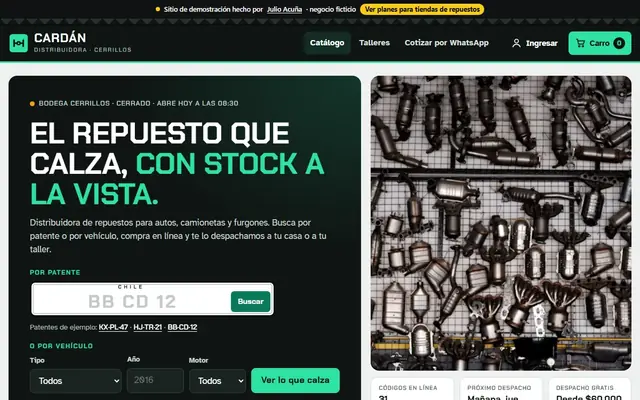 Sitio de demostración hecho por Julio Acuña · negocio ficticio Ver planes para tiendas de repuestos
CARDÁN
DISTRIBUIDORA · CERRILLOS
Catálogo Talleres Cotizar por WhatsApp Ingresar Carro 0
BODEGA CERRILLOS · CERRADO · ABRE HOY A LAS 08:30
EL REPUESTO QUE
CALZA, CON STOCK A
LA VISTA.
Distribuidora de repuestos para autos, camionetas y furgones. Busca por
patente o por vehículo, compra en línea y te lo despachamos a tu casa o a tu
taller.
POR PATENTE
CHILE
BB CD 12 Buscar
Patentes de ejemplo: KX-PL-47 · HJ-TR-21 · BB-CD-12
O POR VEHÍCULO
Tipo Año Motor
Todos 2016 Todos Ver lo que calza
CÓDIGOS EN LÍNEA PRÓXIMO DESPACHO DESPACHO GRATIS
31 Mañana, jue Desde $60.000